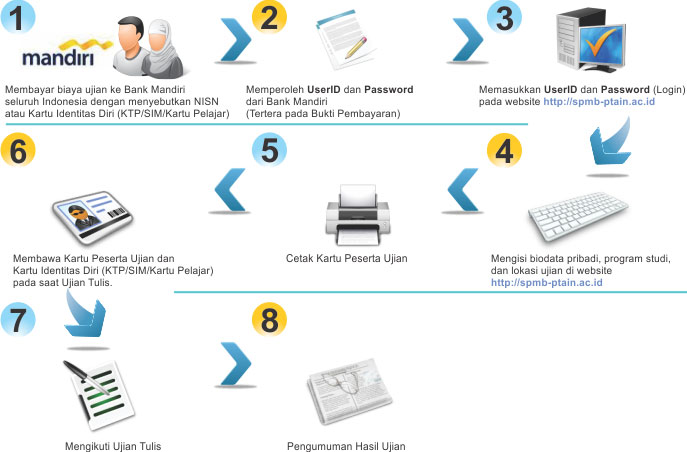 1
2
3
mandiri
Membayar biaya ujian ke Bank Mandiri
seluruh Indonesia dengan menyebutkan NISN
atau Kartu Identitas Diri (KTP/SIM/Kartu Pelajar)
Memperoleh UserID dan Password
dari Bank Mandiri
(Tertera pada Bukti Pembayaran)
Memasukkan UserID dan Password (Login)
pada website http://spmb-ptain.ac.id
4
Mengisi biodata pribadi, program studi,
dan lokasi ujian di website
http://spmb-ptain.ac.id
5
Cetak Kartu Peserta Ujian
6
Membawa Kartu Peserta Ujian dan
Kartu Identitas Diri (KTP/SIM/Kartu Pelajar)
pada saat Ujian Tulis.
7
Mengikuti Ujian Tulis
8
Pengumuman Hasil Ujian